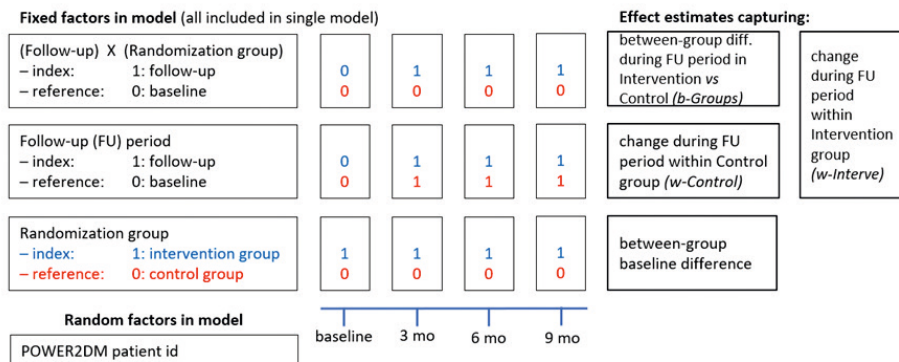 Fixed factors in model (all included in single model)
Effect estimates capturing:
(Follow-up) X (Randomization group)
– index: 1: follow-up
– reference: 0: baseline
0 1 1 1
0 0 0 0
between-group diff.
during FU period in
Intervention vs
Control (b-Groups)
change
during FU
period
within
Intervention
group
(w-Interve)
Follow-up (FU) period
– index: 1: follow-up
– reference: 0: baseline
0 1 1 1
0 1 1 1
change during FU
period within Control
group (w-Control)
Randomization group
– index: 1: intervention group
– reference: 0: control group
1 1 1 1
0 0 0 0
between-group
baseline difference
Random factors in model
POWER2DM patient id
baseline 3 mo 6 mo 9 mo